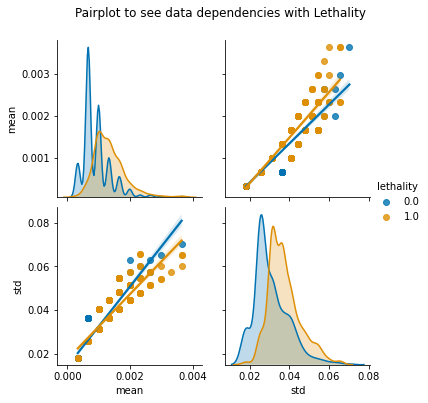 Pairplot to see data dependencies with Lethality
0.003
0.002
0.001
mean
lethality
0.0
1.0
0.08
0.06
0.04
0.02
std
0.000 0.002 0.004
mean
0.02 0.04 0.06 0.08
std